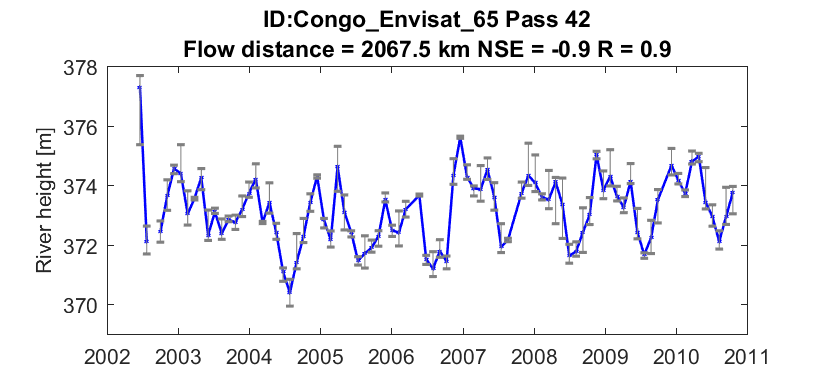 ID:Congo_Envisat_65 Pass 42
Flow distance = 2067.5 km NSE = -0.9 R = 0.9
River height [m]
378
376
374
372
370
2002 2003 2004 2005 2006 2007 2008 2009 2010 2011